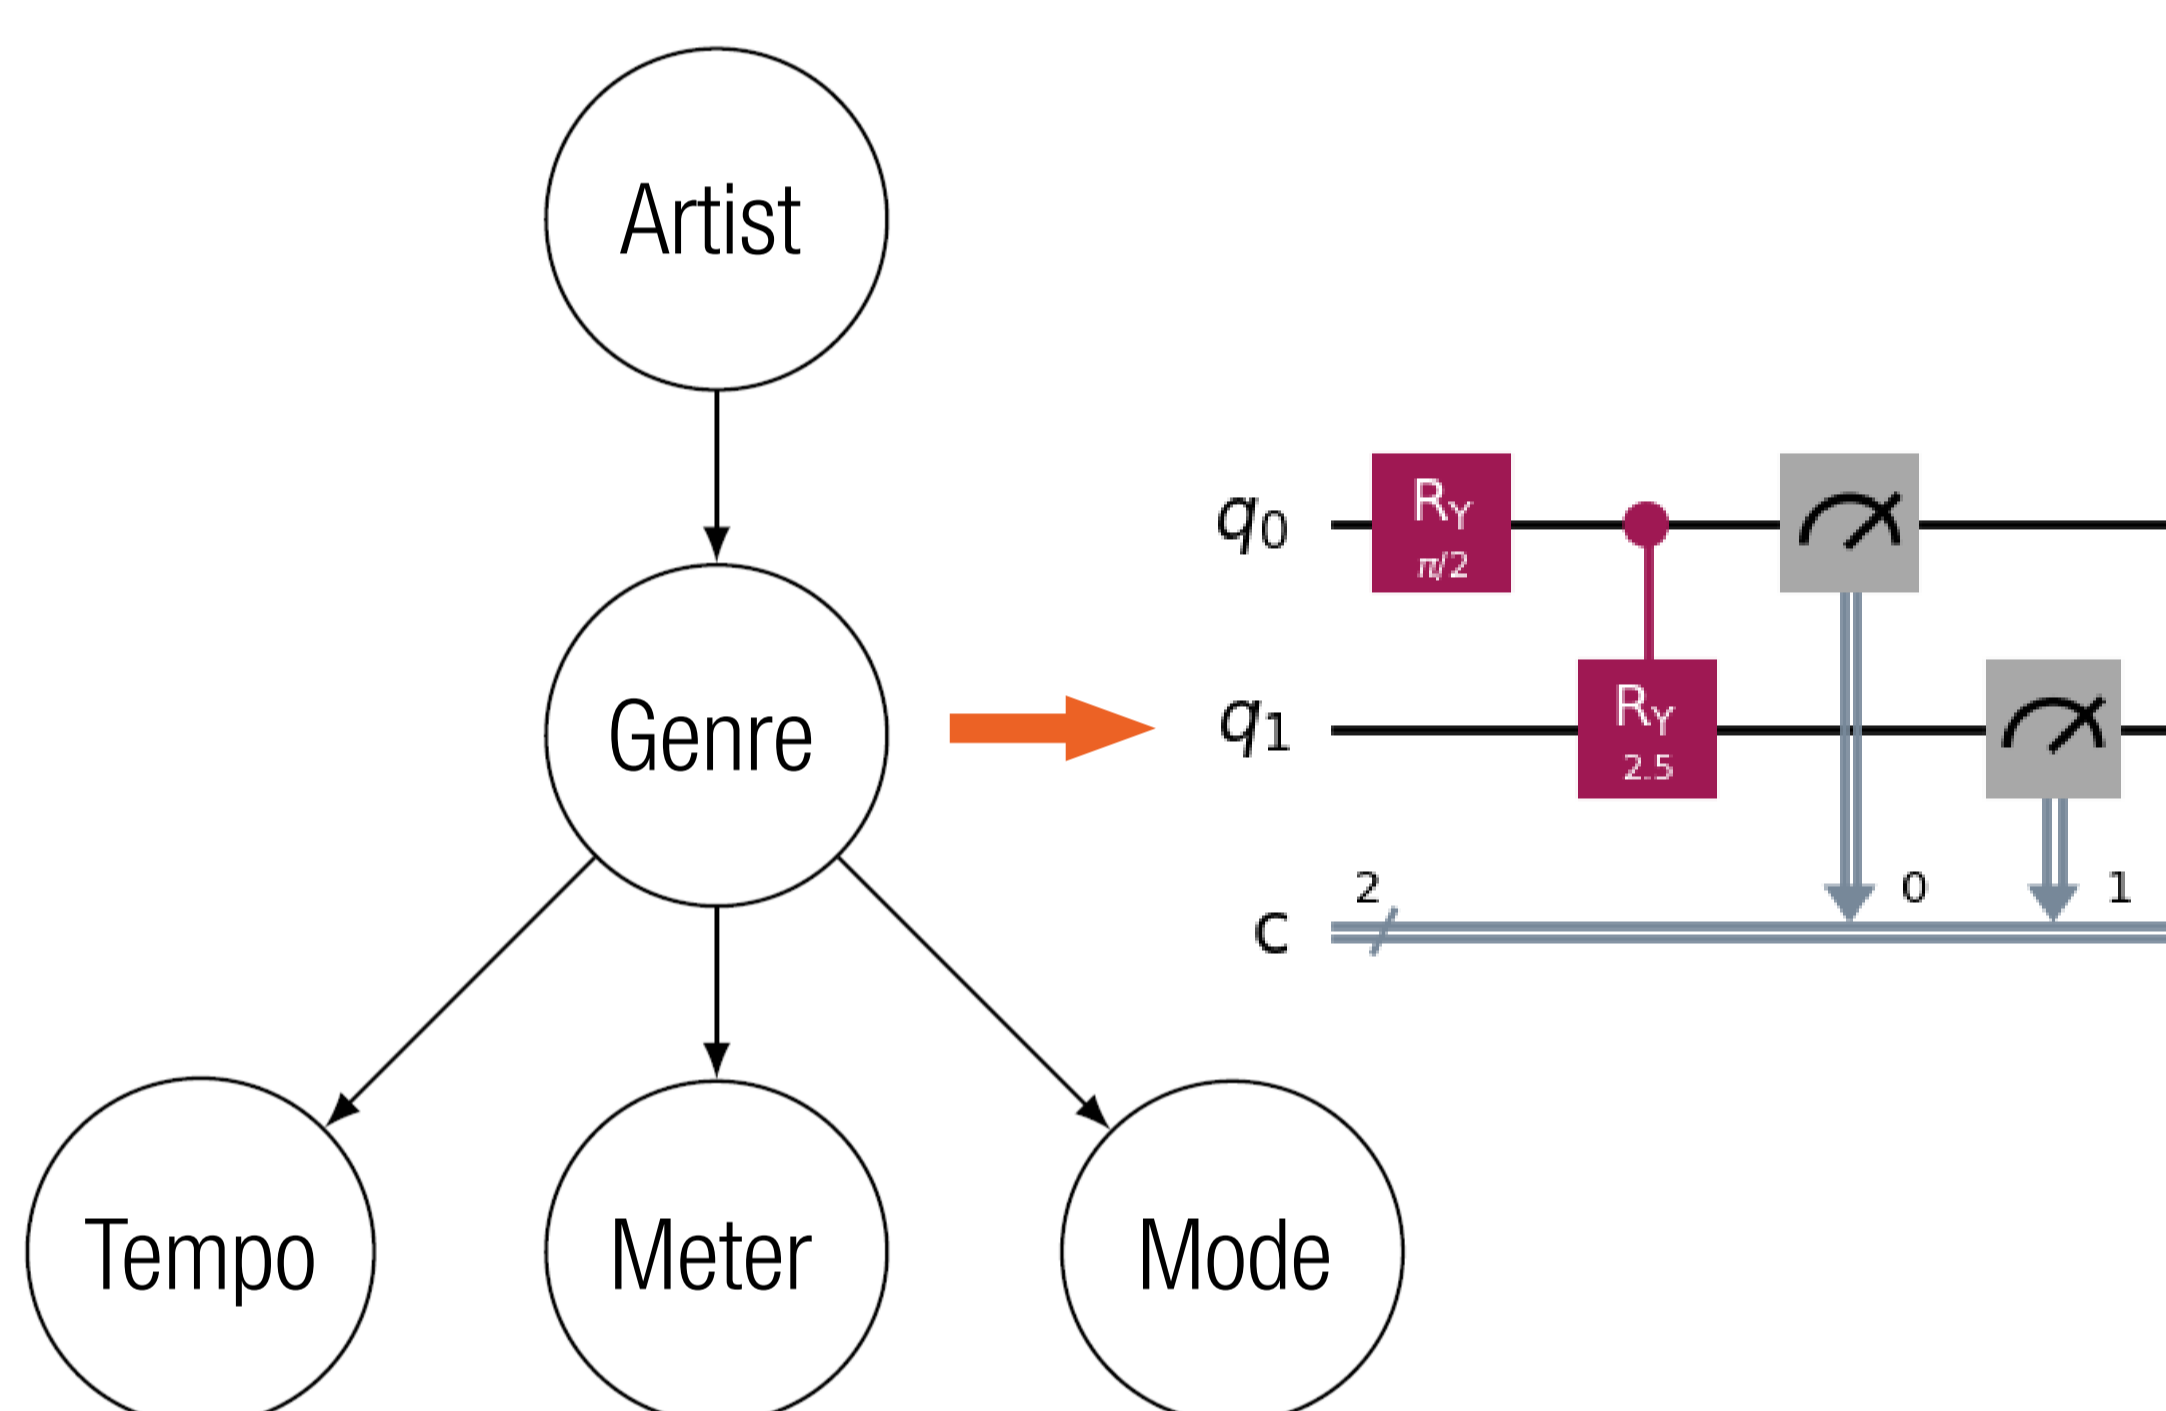 Artist
Genre
Tempo
Meter
Mode
q0
RY
π/2
q1
RY
2.5
2
0
1
c